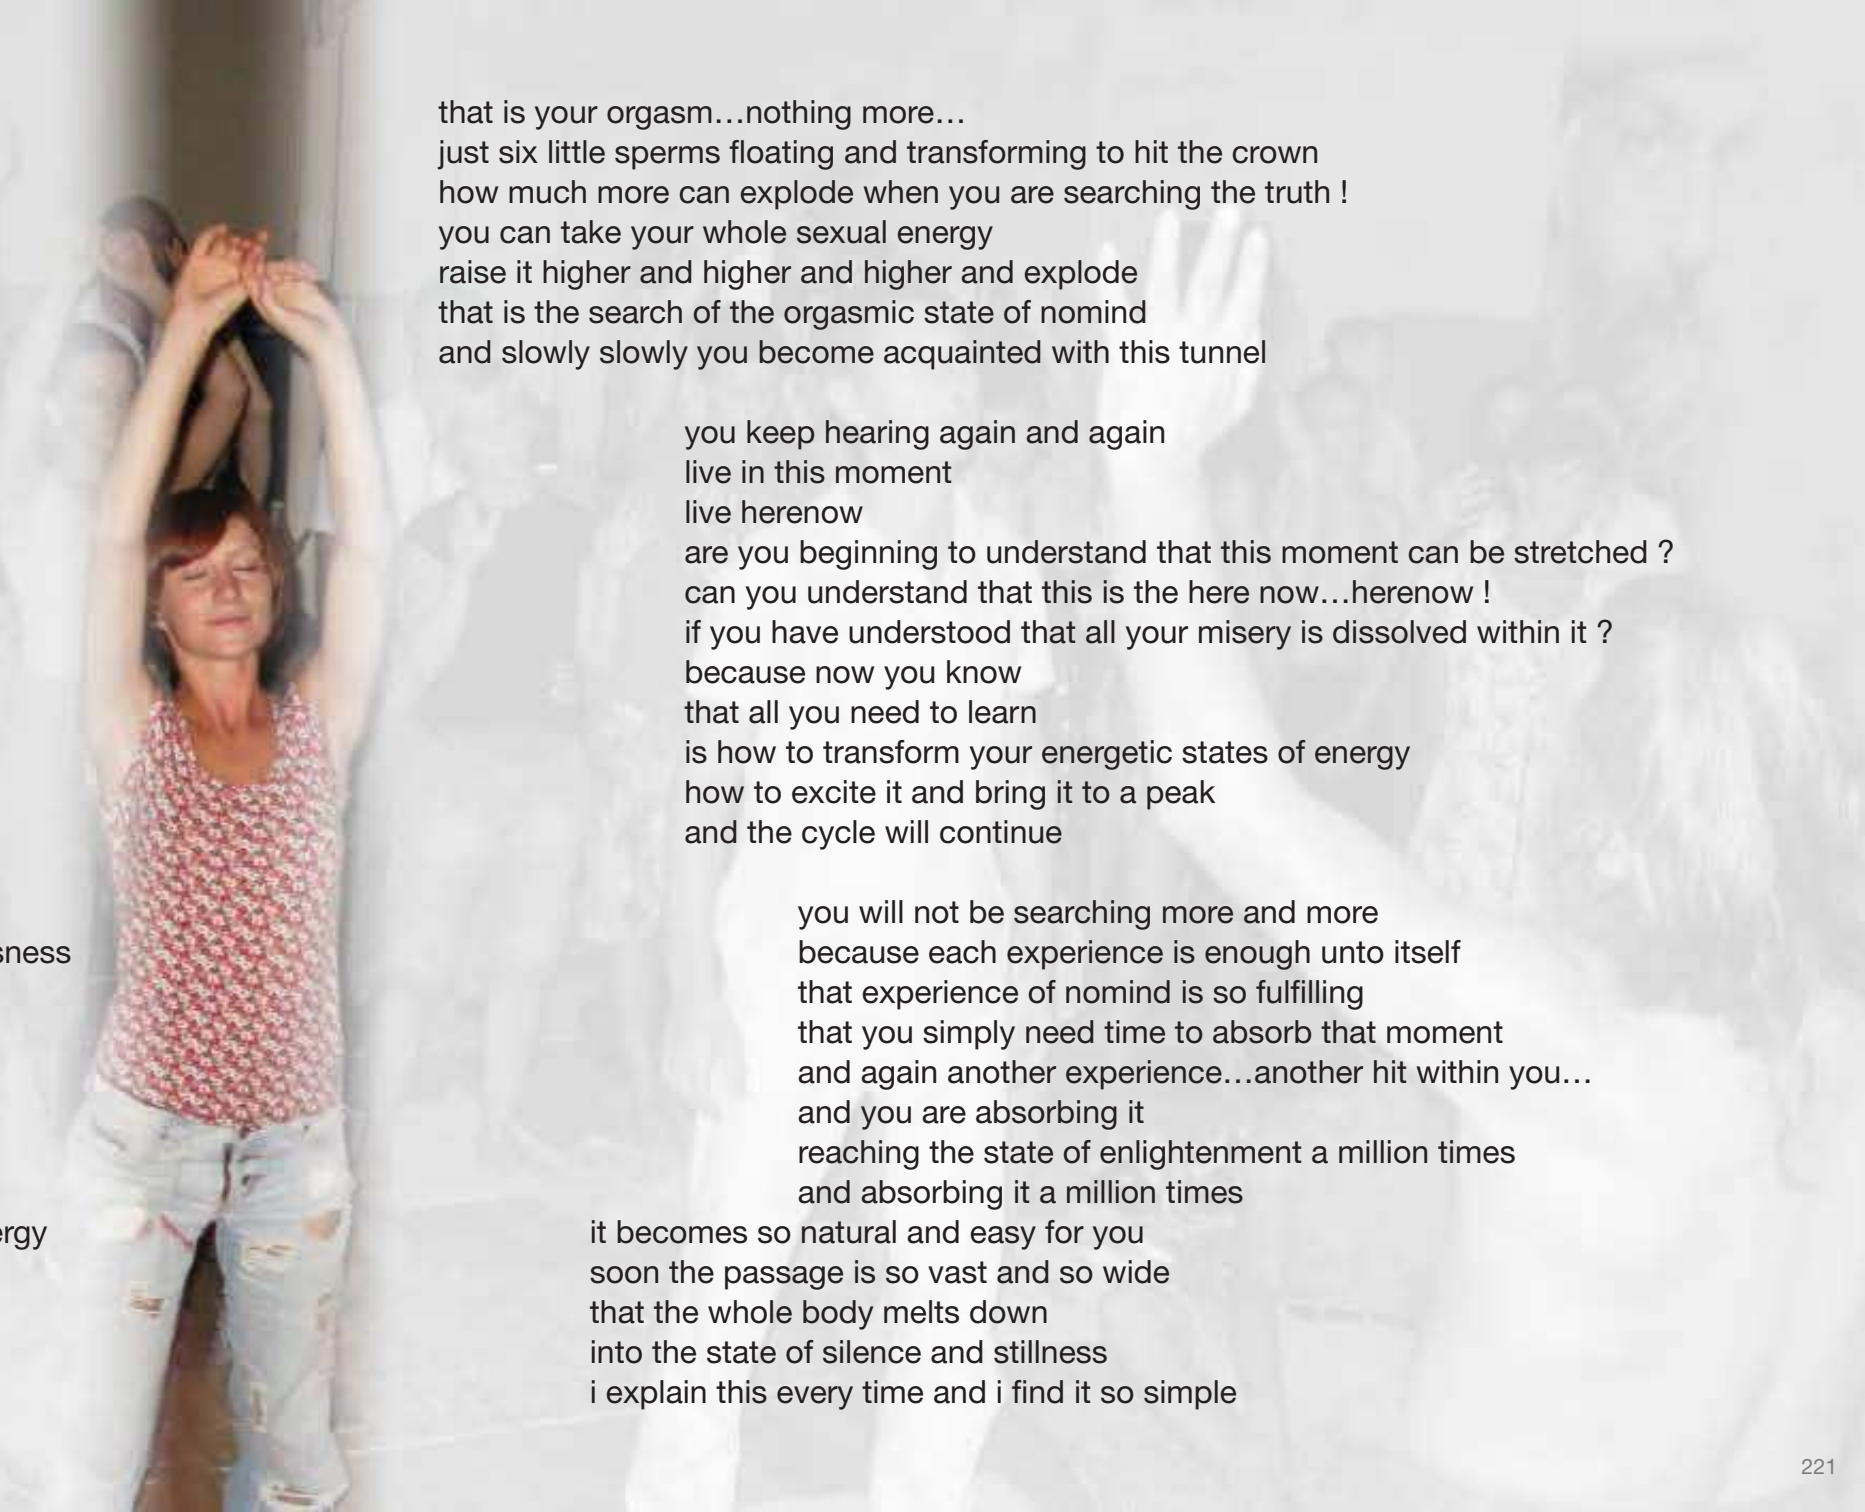 that is your orgasm…nothing more…
just six little sperms floating and transforming to hit the crown
how much more can explode when you are searching the truth !
you can take your whole sexual energy
raise it higher and higher and higher and explode
that is the search of the orgasmic state of nomind
and slowly slowly you become acquainted with this tunnel
you keep hearing again and again
live in this moment
live herenow
are you beginning to understand that this moment can be stretched ?
can you understand that this is the here now…herenow !
if you have understood that all your misery is dissolved within it ?
because now you know
that all you need to learn
is how to transform your energetic states of energy
how to excite it and bring it to a peak
and the cycle will continue
you will not be searching more and more
sness
because each experience is enough unto itself
that experience of nomind is so fulfilling
that you simply need time to absorb that moment
and again another experience…another hit within you…
and you are absorbing it
reaching the state of enlightenment a million times
and absorbing it a million times
ergy
it becomes so natural and easy for you
soon the passage is so vast and so wide
that the whole body melts down
into the state of silence and stillness
i explain this every time and i find it so simple
221